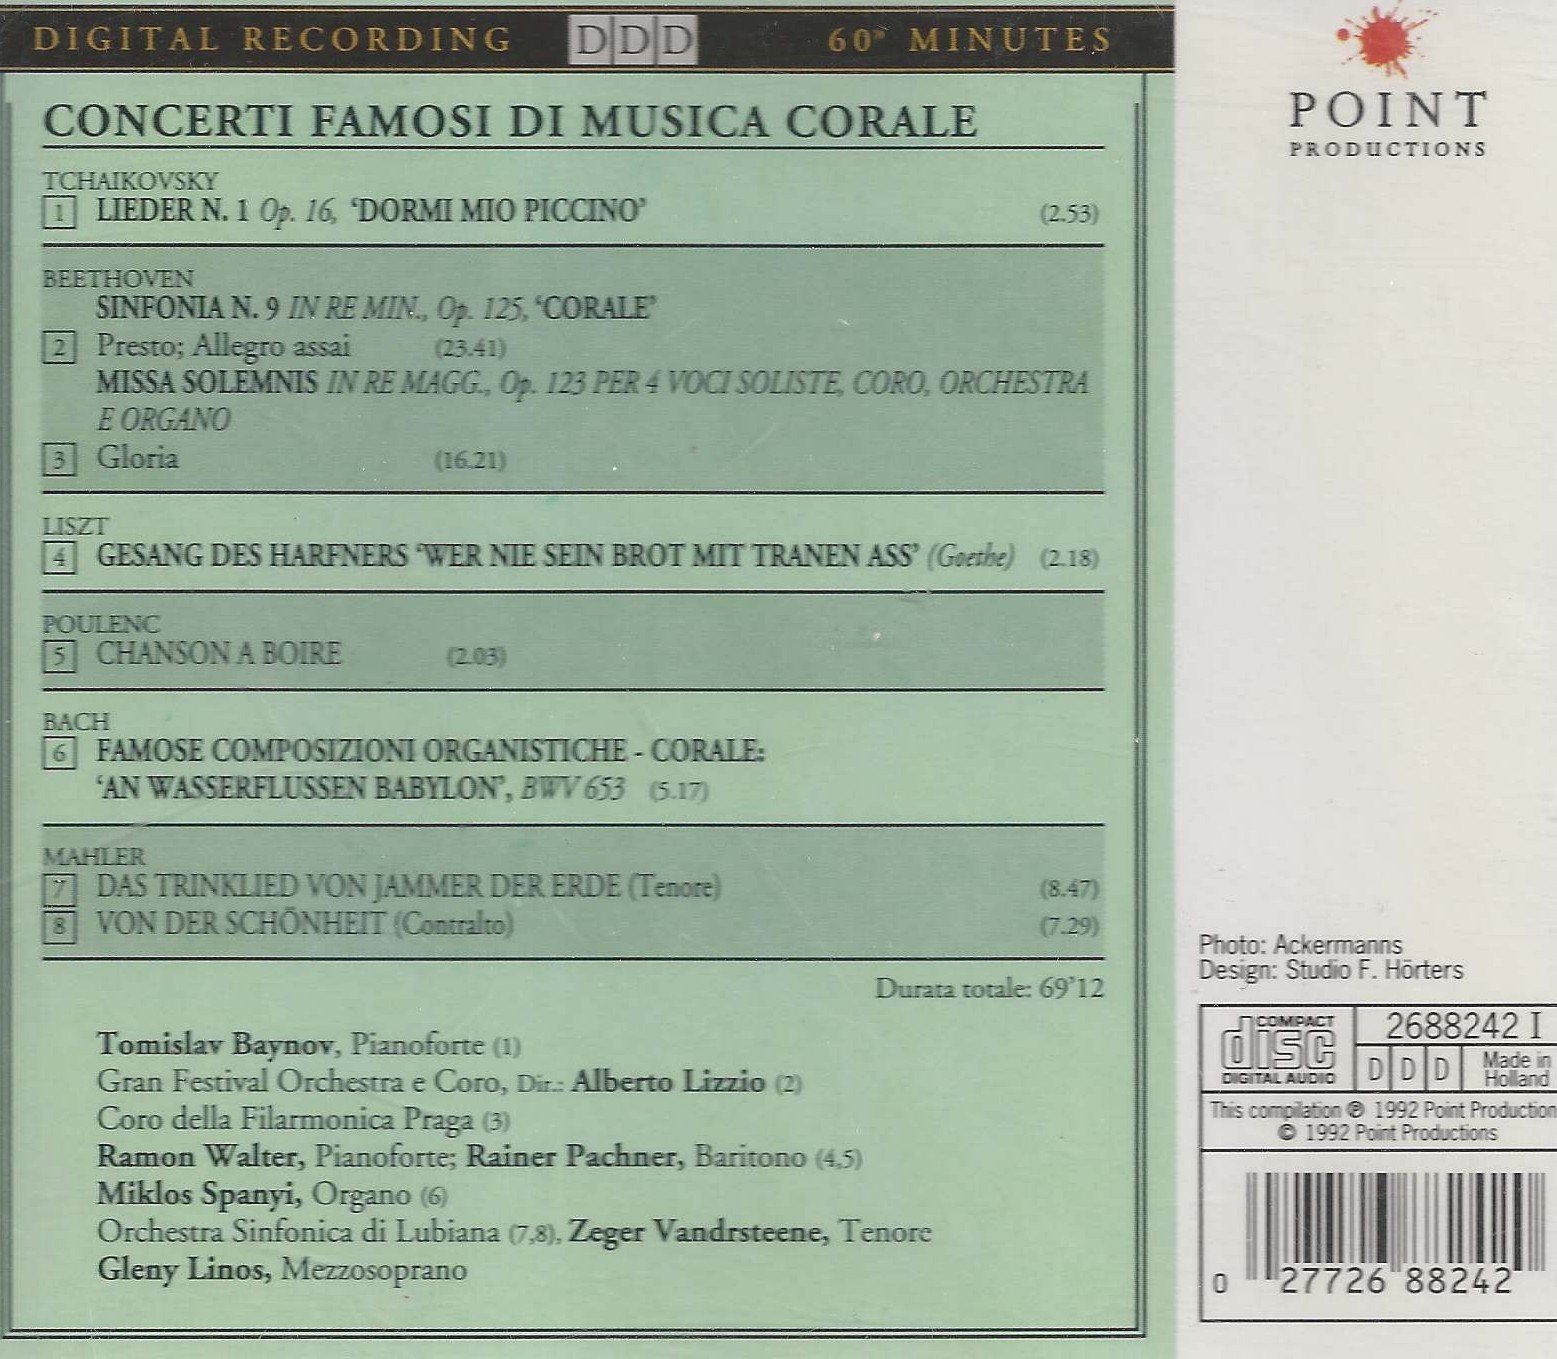 DIGITAL RECORDING DDD 60" MINUTES
CONCERTI FAMOSI DI MUSICA CORALE
TCHAIKOVSKY
1 LIEDER N. 1 Op. 16, ‘DORMI MIO PICCINO’ (2.53)
BEETHOVEN
SINFONIA N. 9 IN RE MIN., Op. 125, ‘CORALE’
2 Presto; Allegro assai (23.41)
MISSA SOLEMNIS IN RE MAGG., Op. 123 PER 4 VOCI SOLISTE, CORO, ORCHESTRA
E ORGANO
3 Gloria (16.21)
LISZT
4 GESANG DES HARFNERS ‘WER NIE SEIN BROT MIT TRANEN ASS’ (Goethe) (2.18)
POULENC
5 CHANSON A BOIRE (2.03)
BACH
6 FAMOSE COMPOSIZIONI ORGANISTICHE - CORALE:
‘AN WASSERFLUSSEN BABYLON’, BWV 653 (5.17)
MAHLER
7 DAS TRINKLIED VON JAMMER DER ERDE (Tenore) (8.47)
8 VON DER SCHÖNHEIT (Contralto) (7.29)
Durata totale: 69'12
Tomislav Baynov, Pianoforte (1)
Gran Festival Orchestra e Coro, Dir.: Alberto Lizzio (2)
Coro della Filarmonica Praga (3)
Ramon Walter, Pianoforte; Rainer Pachner, Baritono (4,5)
Miklos Spanyi, Organo (6)
Orchestra Sinfonica di Lubiana (7,8), Zeger Vandrsteene, Tenore
Gleny Linos, Mezzosoprano
POINT
PRODUCTIONS
Photo: Ackermanns
Design: Studio F. Hörters
COMPACT
disc
DIGITAL AUDIO
2688242 I
DDD
Made in
Holland
This compilation ℗ 1992 Point Production
© 1992 Point Productions
0 27726 88242